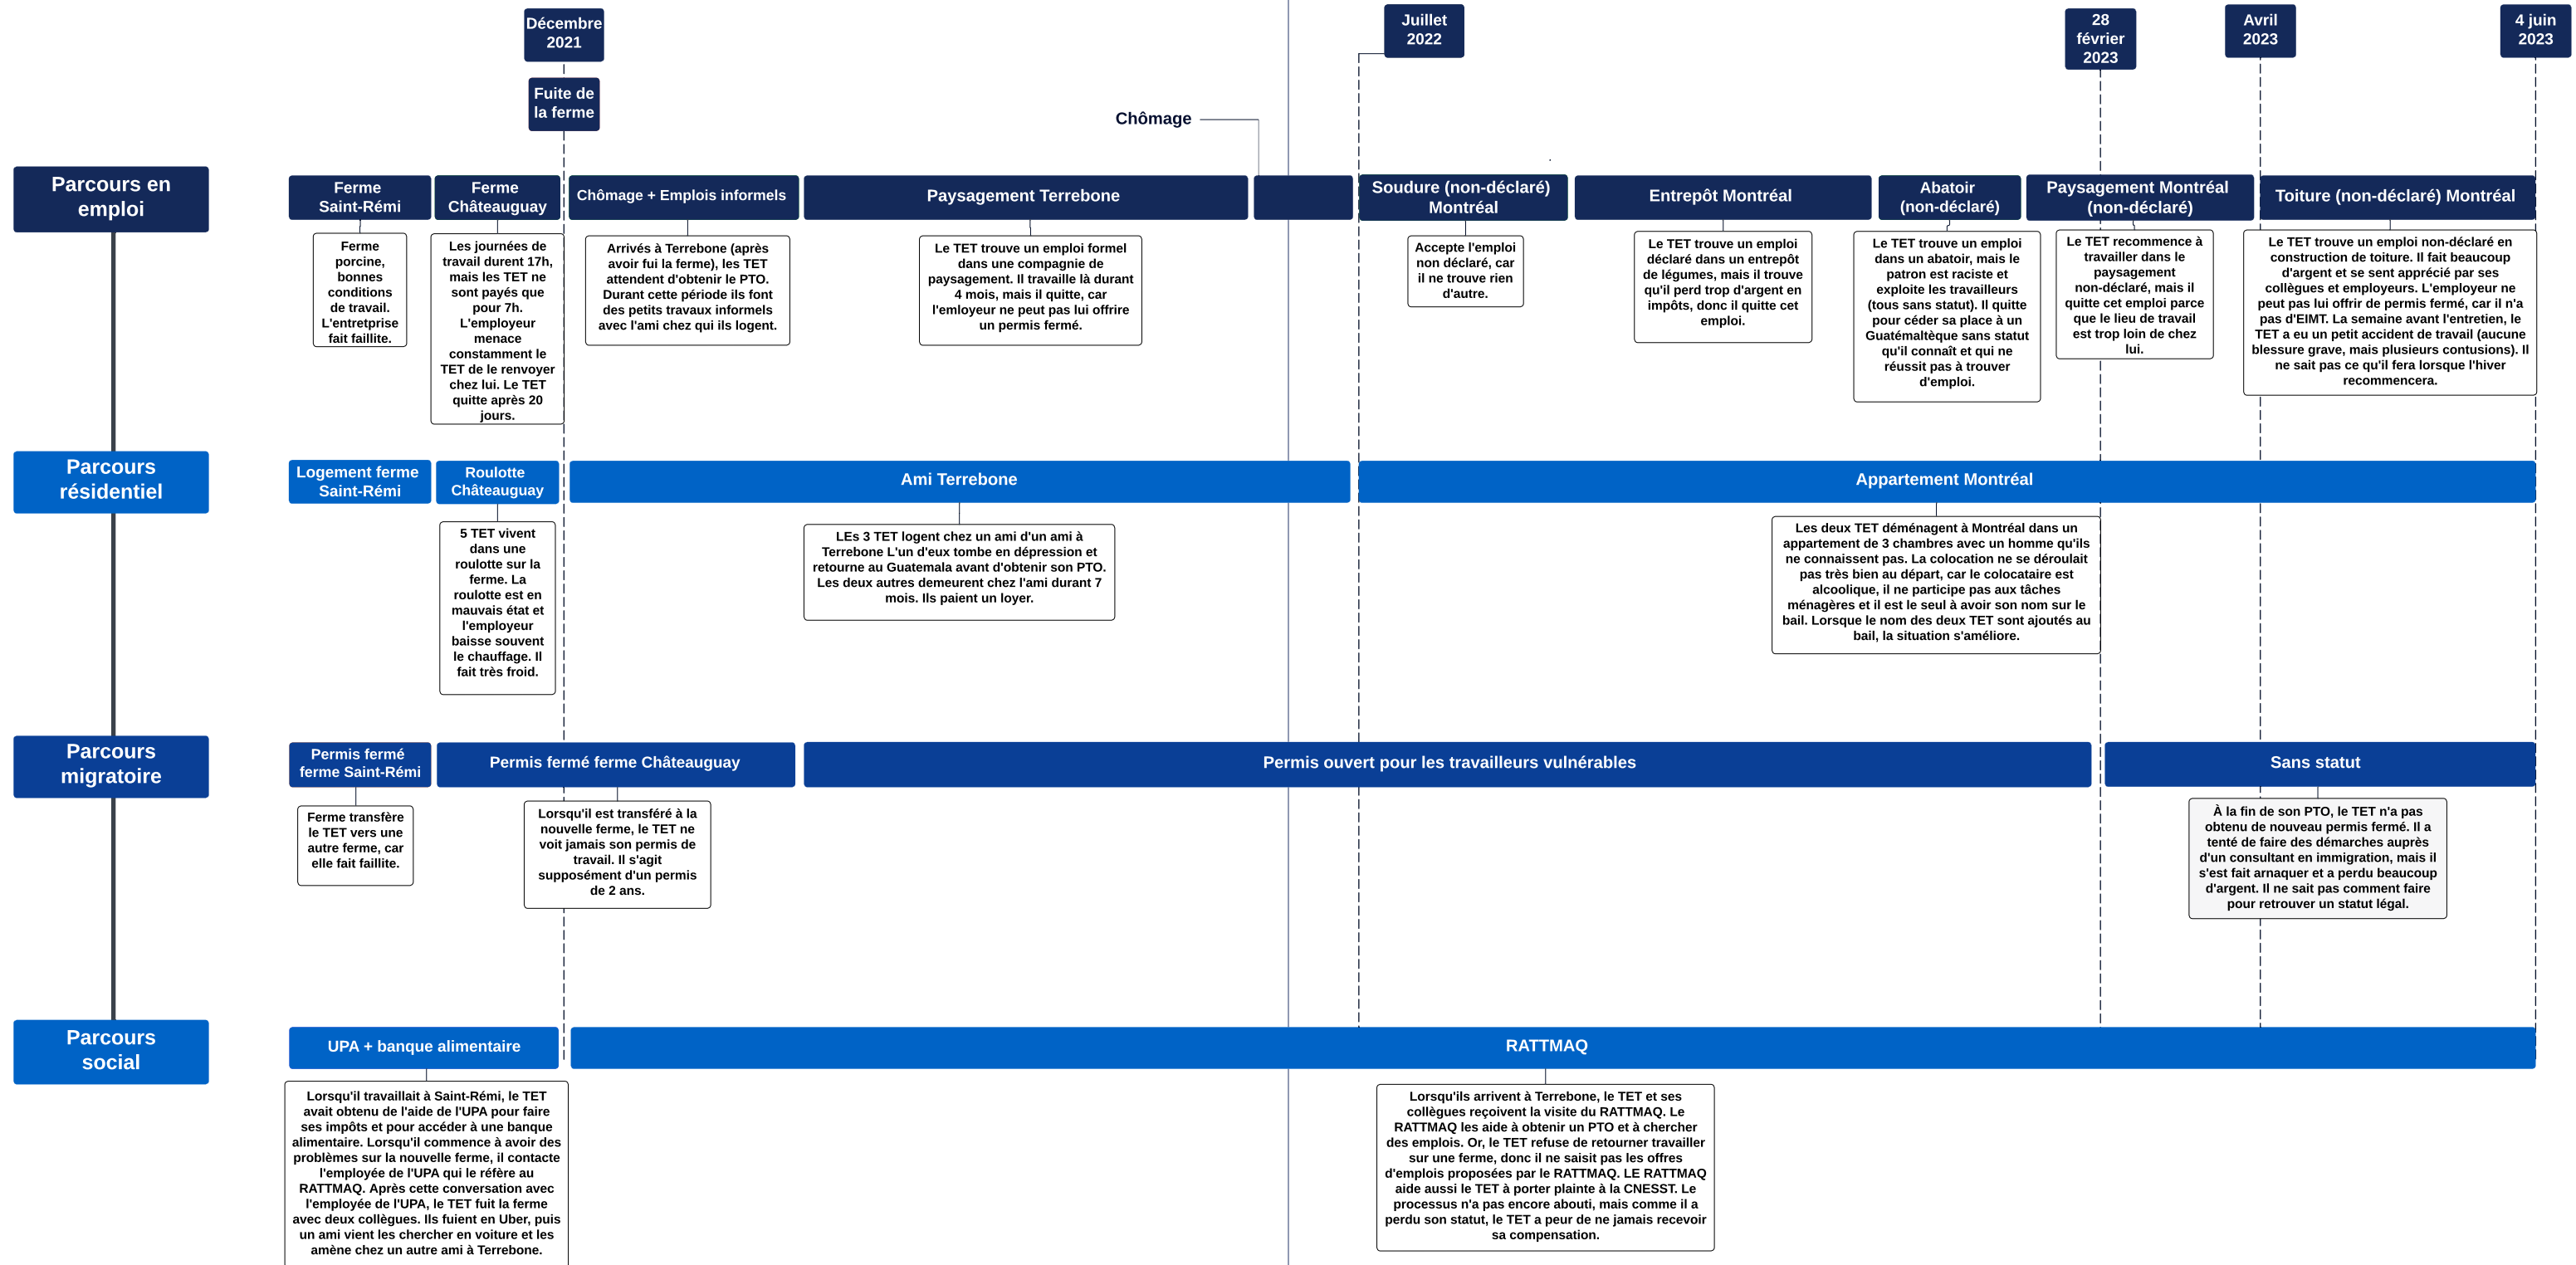 Décembre
2021
Juillet
2022
28
février
2023
Avril
2023
4 juin
2023
Fuite de
la ferme
Chômage
Parcours en
emploi
Ferme
Saint-Rémi
Ferme
Châteauguay
Chômage + Emplois informels
Paysagement Terrebone
Soudure (non-déclaré)
Montréal
Entrepôt Montréal
Abatoir
(non-déclaré)
Paysagement Montréal
(non-déclaré)
Toiture (non-déclaré) Montréal
Ferme
porcine,
bonnes
conditions
de travail.
L'entretprise
fait faillite.
Les journées de
travail durent 17h,
mais les TET ne
sont payés que
pour 7h.
L'employeur
menace
constamment le
TET de le renvoyer
chez lui. Le TET
quitte après 20
jours.
Arrivés à Terrebone (après
avoir fui la ferme), les TET
attendent d'obtenir le PTO.
Durant cette période ils font
des petits travaux informels
avec l'ami chez qui ils logent.
Le TET trouve un emploi formel
dans une compagnie de
paysagement. Il travaille là durant
4 mois, mais il quitte, car
l'emloyeur ne peut pas lui offrire
un permis fermé.
Accepte l'emploi
non déclaré, car
il ne trouve rien
d'autre.
Le TET trouve un emploi
déclaré dans un entrepôt
de légumes, mais il trouve
qu'il perd trop d'argent en
impôts, donc il quitte cet
emploi.
Le TET trouve un emploi
dans un abatoir, mais le
patron est raciste et
exploite les travailleurs
(tous sans statut). Il quitte
pour céder sa place à un
Guatémaltèque sans statut
qu'il connaît et qui ne
réussit pas à trouver
d'emploi.
Le TET recommence à
travailler dans le
paysagement
non-déclaré, mais il
quitte cet emploi parce
que le lieu de travail
est trop loin de chez
lui.
Le TET trouve un emploi non-déclaré en
construction de toiture. Il fait beaucoup
d'argent et se sent apprécié par ses
collègues et employeurs. L'employeur ne
peut pas lui offrir de permis fermé, car il n'a
pas d'EIMT. La semaine avant l'entretien, le
TET a eu un petit accident de travail (aucune
blessure grave, mais plusieurs contusions). Il
ne sait pas ce qu'il fera lorsque l'hiver
recommencera.
Parcours
résidentiel
Logement ferme
Saint-Rémi
Roulotte
Châteauguay
Ami Terrebone
Appartement Montréal
5 TET vivent
dans une
roulotte sur la
ferme. La
roulotte est en
mauvais état et
l'employeur
baisse souvent
le chauffage. Il
fait très froid.
LEs 3 TET logent chez un ami d'un ami à
Terrebone L'un d'eux tombe en dépression et
retourne au Guatemala avant d'obtenir son PTO.
Les deux autres demeurent chez l'ami durant 7
mois. Ils paient un loyer.
Les deux TET déménagent à Montréal dans un
appartement de 3 chambres avec un homme qu'ils
ne connaissent pas. La colocation ne se déroulait
pas très bien au départ, car le colocataire est
alcoolique, il ne participe pas aux tâches
ménagères et il est le seul à avoir son nom sur le
bail. Lorsque le nom des deux TET sont ajoutés au
bail, la situation s'améliore.
Parcours
migratoire
Permis fermé
ferme Saint-Rémi
Permis fermé ferme Châteauguay
Permis ouvert pour les travailleurs vulnérables
Sans statut
Ferme transfère
le TET vers une
autre ferme, car
elle fait faillite.
Lorsqu'il est transféré à la
nouvelle ferme, le TET ne
voit jamais son permis de
travail. Il s'agit
supposément d'un permis
de 2 ans.
À la fin de son PTO, le TET n'a pas
obtenu de nouveau permis fermé. Il a
tenté de faire des démarches auprès
d'un consultant en immigration, mais il
s'est fait arnaquer et a perdu beaucoup
d'argent. Il ne sait pas comment faire
pour retrouver un statut légal.
Parcours
social
UPA + banque alimentaire
RATTMAQ
Lorsqu'il travaillait à Saint-Rémi, le TET
avait obtenu de l'aide de l'UPA pour faire
ses impôts et pour accéder à une banque
alimentaire. Lorsqu'il commence à avoir des
problèmes sur la nouvelle ferme, il contacte
l'employée de l'UPA qui le réfère au
RATTMAQ. Après cette conversation avec
l'employée de l'UPA, le TET fuit la ferme
avec deux collègues. Ils fuient en Uber, puis
un ami vient les chercher en voiture et les
amène chez un autre ami à Terrebone.
Lorsqu'ils arrivent à Terrebone, le TET et ses
collègues reçoivent la visite du RATTMAQ. Le
RATTMAQ les aide à obtenir un PTO et à chercher
des emplois. Or, le TET refuse de retourner travailler
sur une ferme, donc il ne saisit pas les offres
d'emplois proposées par le RATTMAQ. LE RATTMAQ
aide aussi le TET à porter plainte à la CNESST. Le
processus n'a pas encore abouti, mais comme il a
perdu son statut, le TET a peur de ne jamais recevoir
sa compensation.